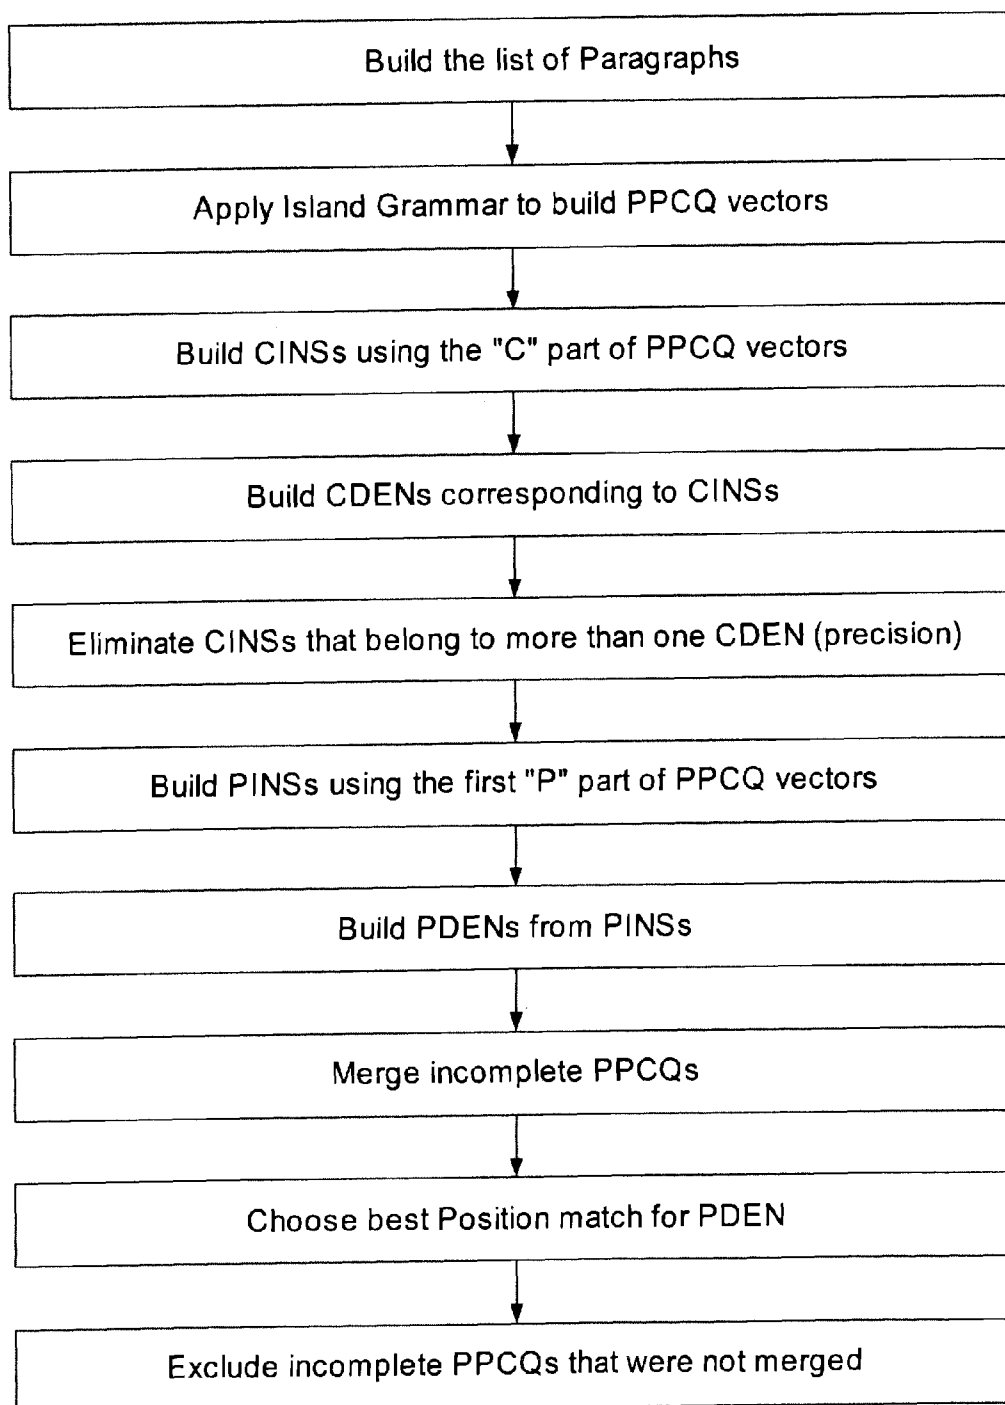 Build the list of Paragraphs
Apply Island Grammar to build PPCQ vectors
Build CINSs using the "C" part of PPCQ vectors
Build CDENs corresponding to CINSs
Eliminate CINSs that belong to more than one CDEN (precision)
Build PINSs using the first "P" part of PPCQ vectors
Build PDENs from PINSs
Merge incomplete PPCQs
Choose best Position match for PDEN
Exclude incomplete PPCQs that were not merged